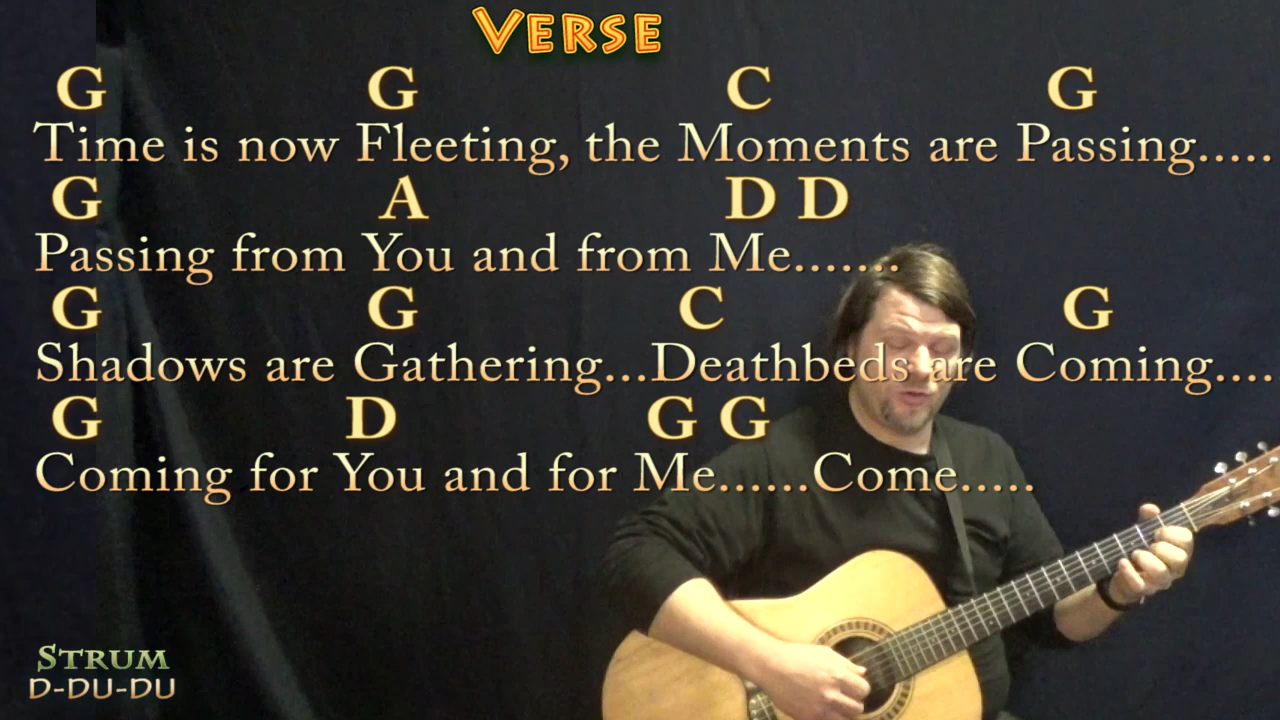 VERSE
G G C G
Time is now Fleeting, the Moments are Passing.....
G A D D
Passing from You and from Me.......
G G C G
Shadows are Gathering...Deathbeds are Coming....
G D G G
Coming for You and for Me......Come.....
STRUM
D-DU-DU